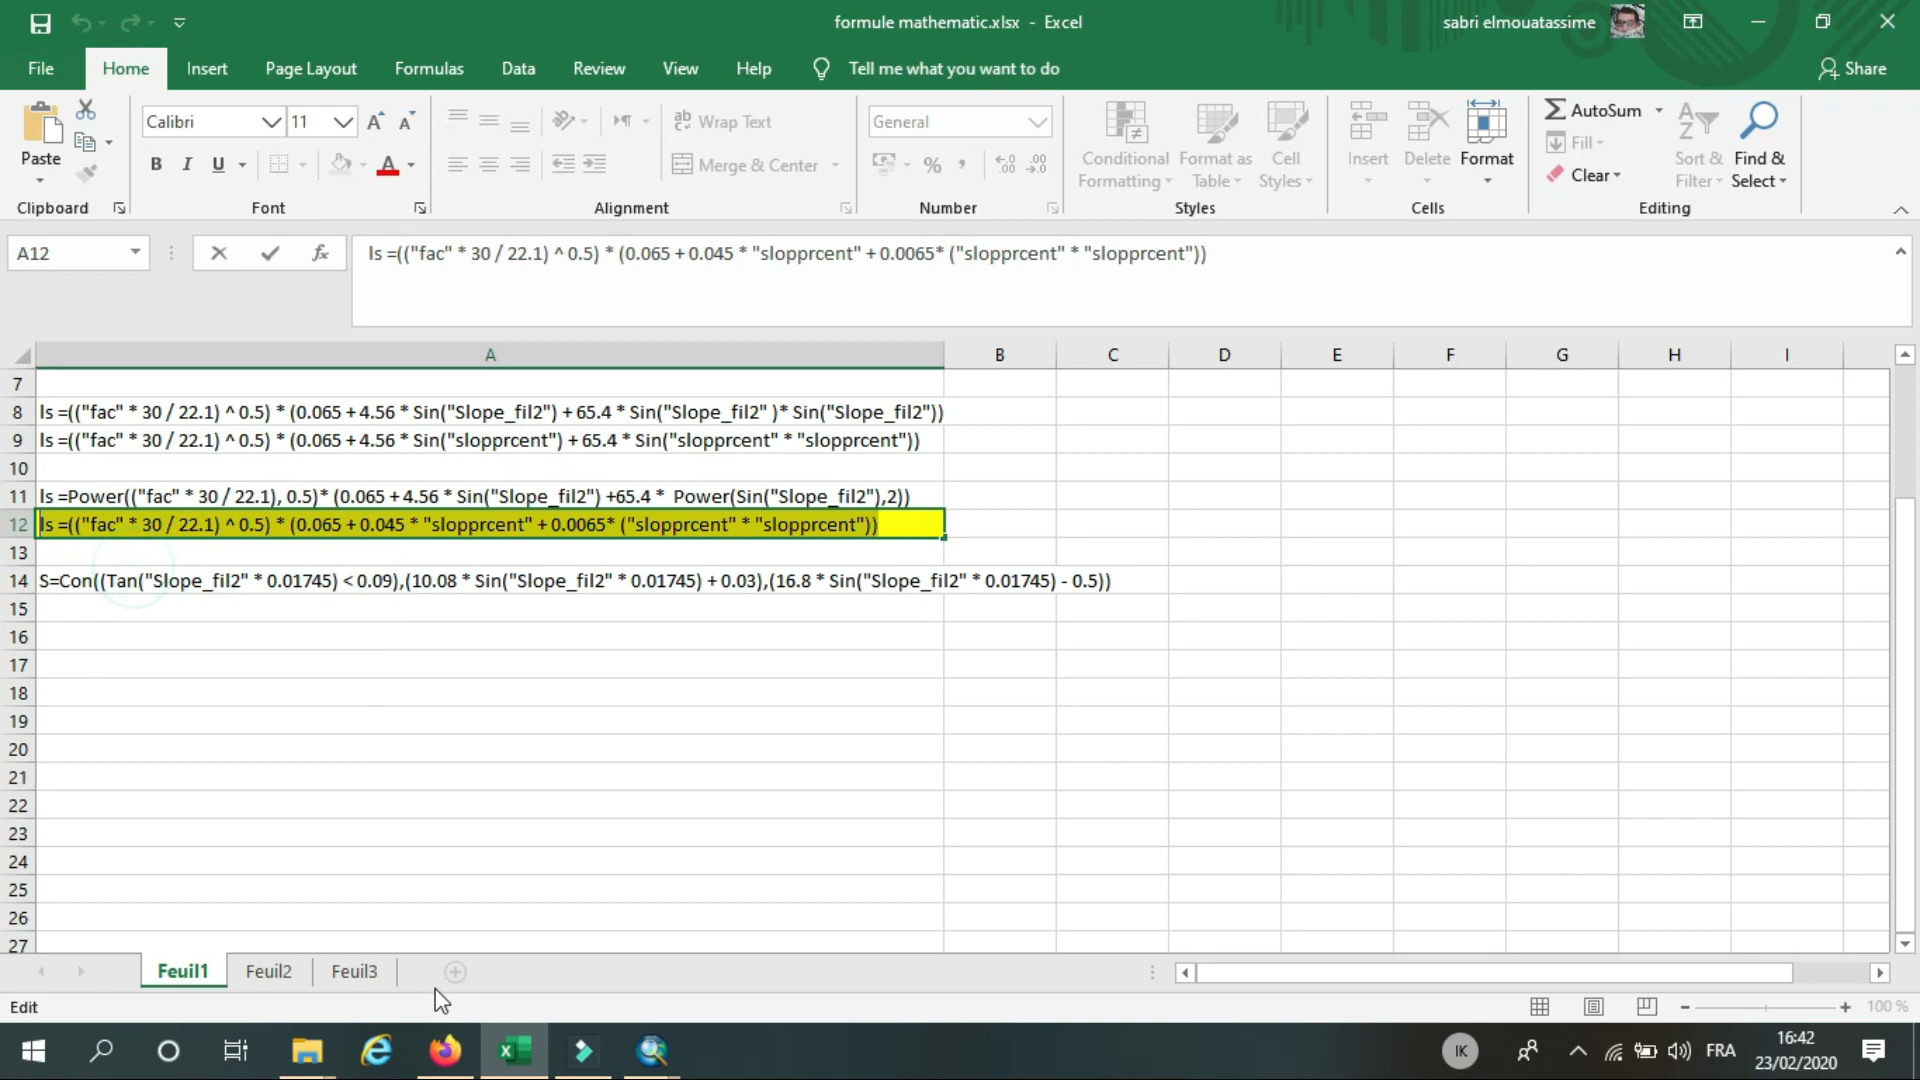 formule mathematic.xlsx - Excel
sabri elmouatassime
File Home Insert Page Layout Formulas Data Review View Help Tell me what you want to do Share
Paste
Calibri 11
B I U A
ab Wrap Text
Merge & Center
General
%
Conditional Formatting
Format as Table
Cell Styles
Insert
Delete
Format
AutoSum
Fill
Clear
Sort & Filter
Find & Select
Clipboard Font Alignment Number Styles Cells Editing
A12
fx
ls =(("fac" * 30 / 22.1) ^ 0.5) * (0.065 + 0.045 * "slopprcent" + 0.0065* ("slopprcent" * "slopprcent"))
A B C D E F G H I
7
8 ls =(("fac" * 30 / 22.1) ^ 0.5) * (0.065 + 4.56 * Sin("Slope_fil2") + 65.4 * Sin("Slope_fil2" )* Sin("Slope_fil2"))
9 ls =(("fac" * 30 / 22.1) ^ 0.5) * (0.065 + 4.56 * Sin("slopprcent") + 65.4 * Sin("slopprcent" * "slopprcent"))
10
11 ls =Power(("fac" * 30 / 22.1), 0.5)* (0.065 + 4.56 * Sin("Slope_fil2") +65.4 * Power(Sin("Slope_fil2"),2))
12 ls =(("fac" * 30 / 22.1) ^ 0.5) * (0.065 + 0.045 * "slopprcent" + 0.0065* ("slopprcent" * "slopprcent"))
13
14 S=Con((Tan("Slope_fil2" * 0.01745) < 0.09),(10.08 * Sin("Slope_fil2" * 0.01745) + 0.03),(16.8 * Sin("Slope_fil2" * 0.01745) - 0.5))
15
16
17
18
19
20
21
22
23
24
25
26
27
Feuil1 Feuil2 Feuil3
Edit
100 %
IK
FRA
16:42
23/02/2020